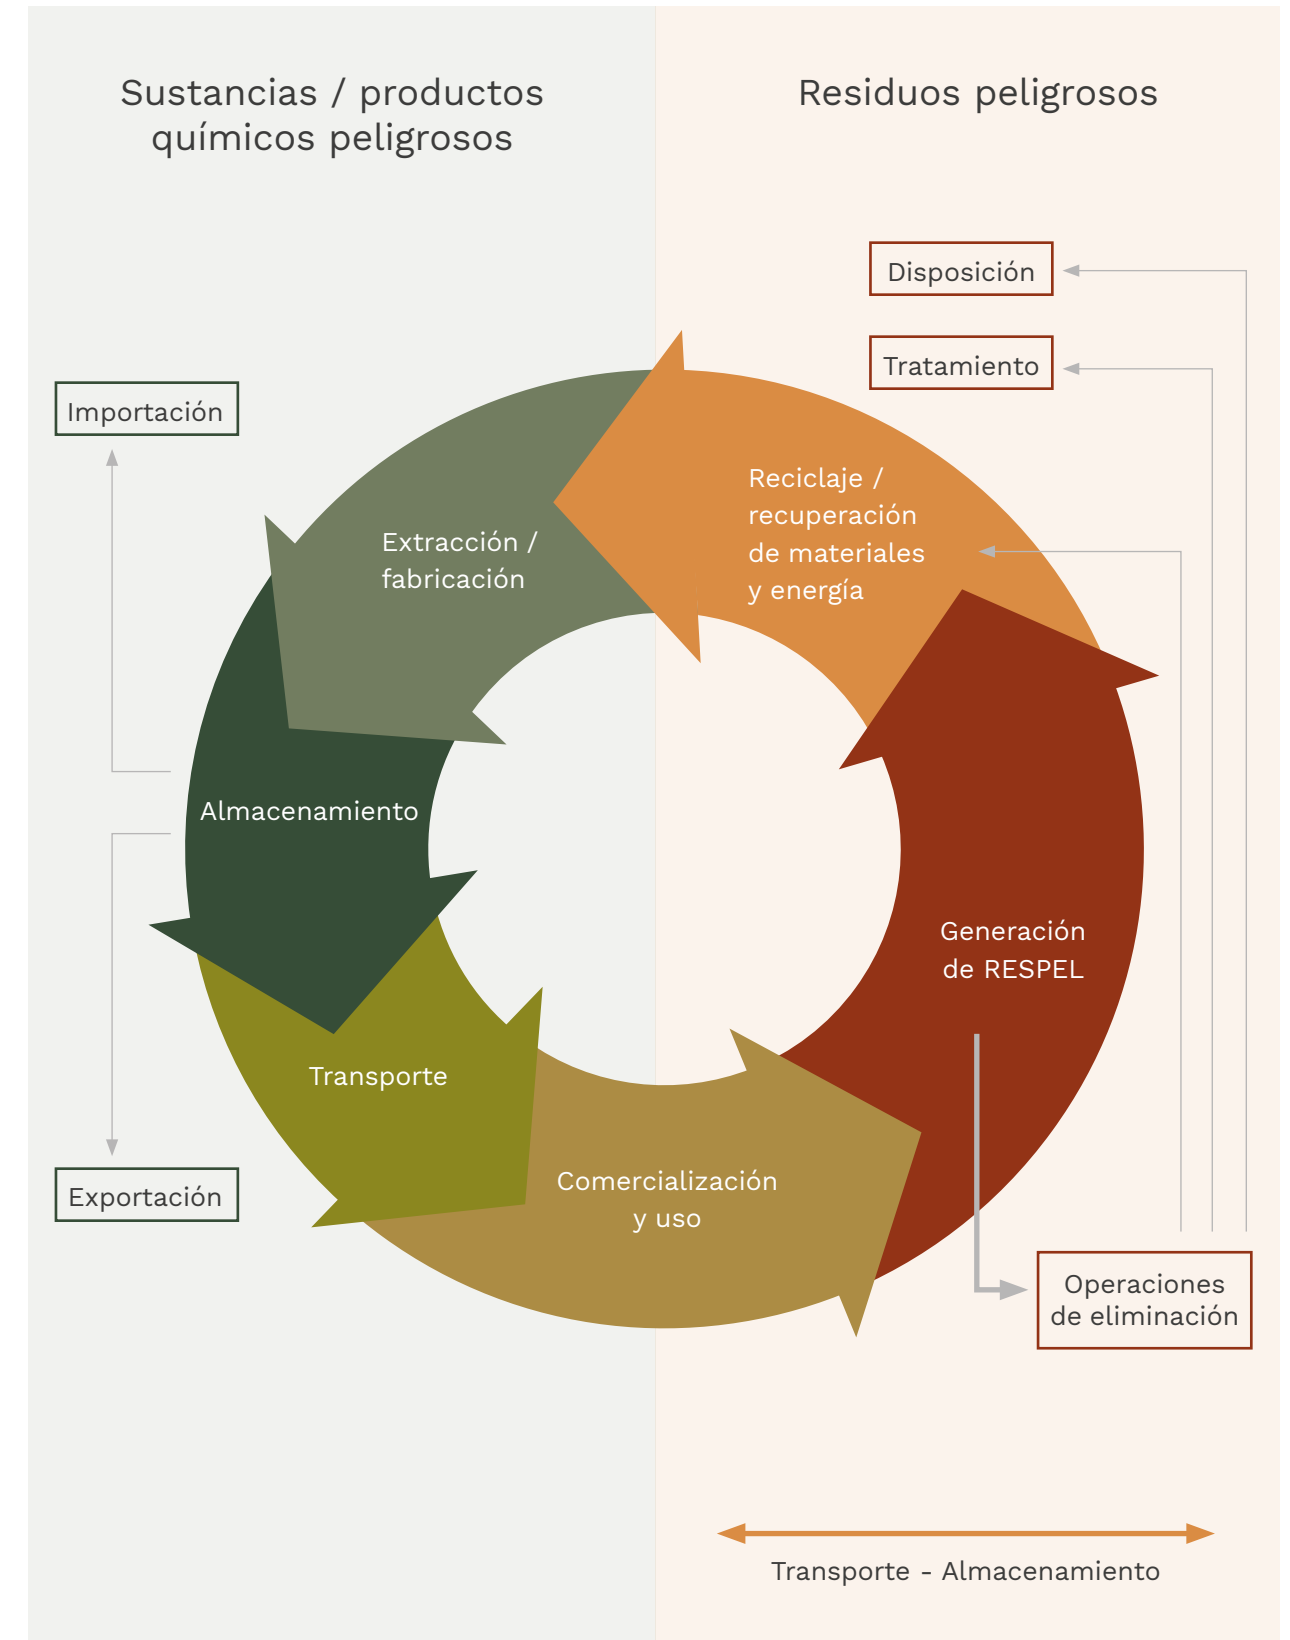 Sustancias / productos
químicos peligrosos
Residuos peligrosos
Disposición
Tratamiento
Importación
Reciclaje /
recuperación
de materiales
y energía
Extracción /
fabricación
Almacenamiento
Generación
de RESPEL
Transporte
Comercialización
y uso
Exportación
Operaciones
de eliminación
Transporte - Almacenamiento